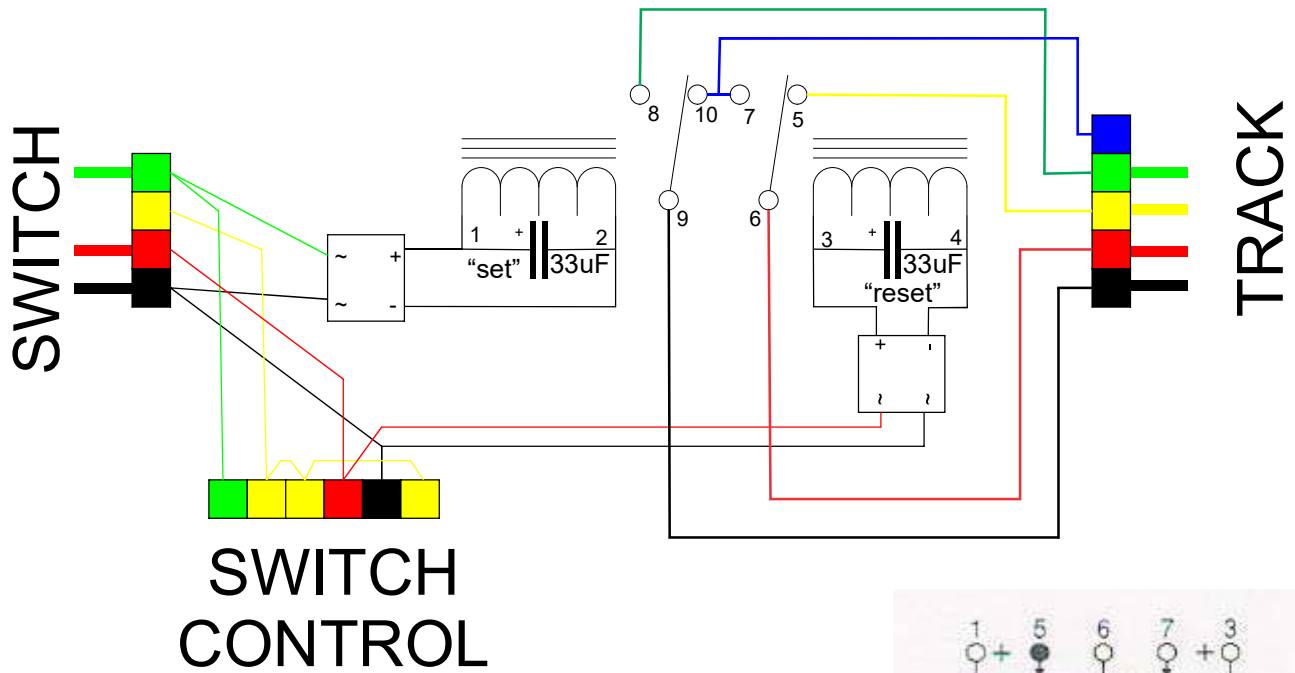 SWITCH
~ +
~ -
1 + 2
“set” 33uF
8 10 7 5
9 6
3 + 4
33uF
“reset”
+ -
~ ~
TRACK
SWITCH
CONTROL
1 5 6 7 3
+ +